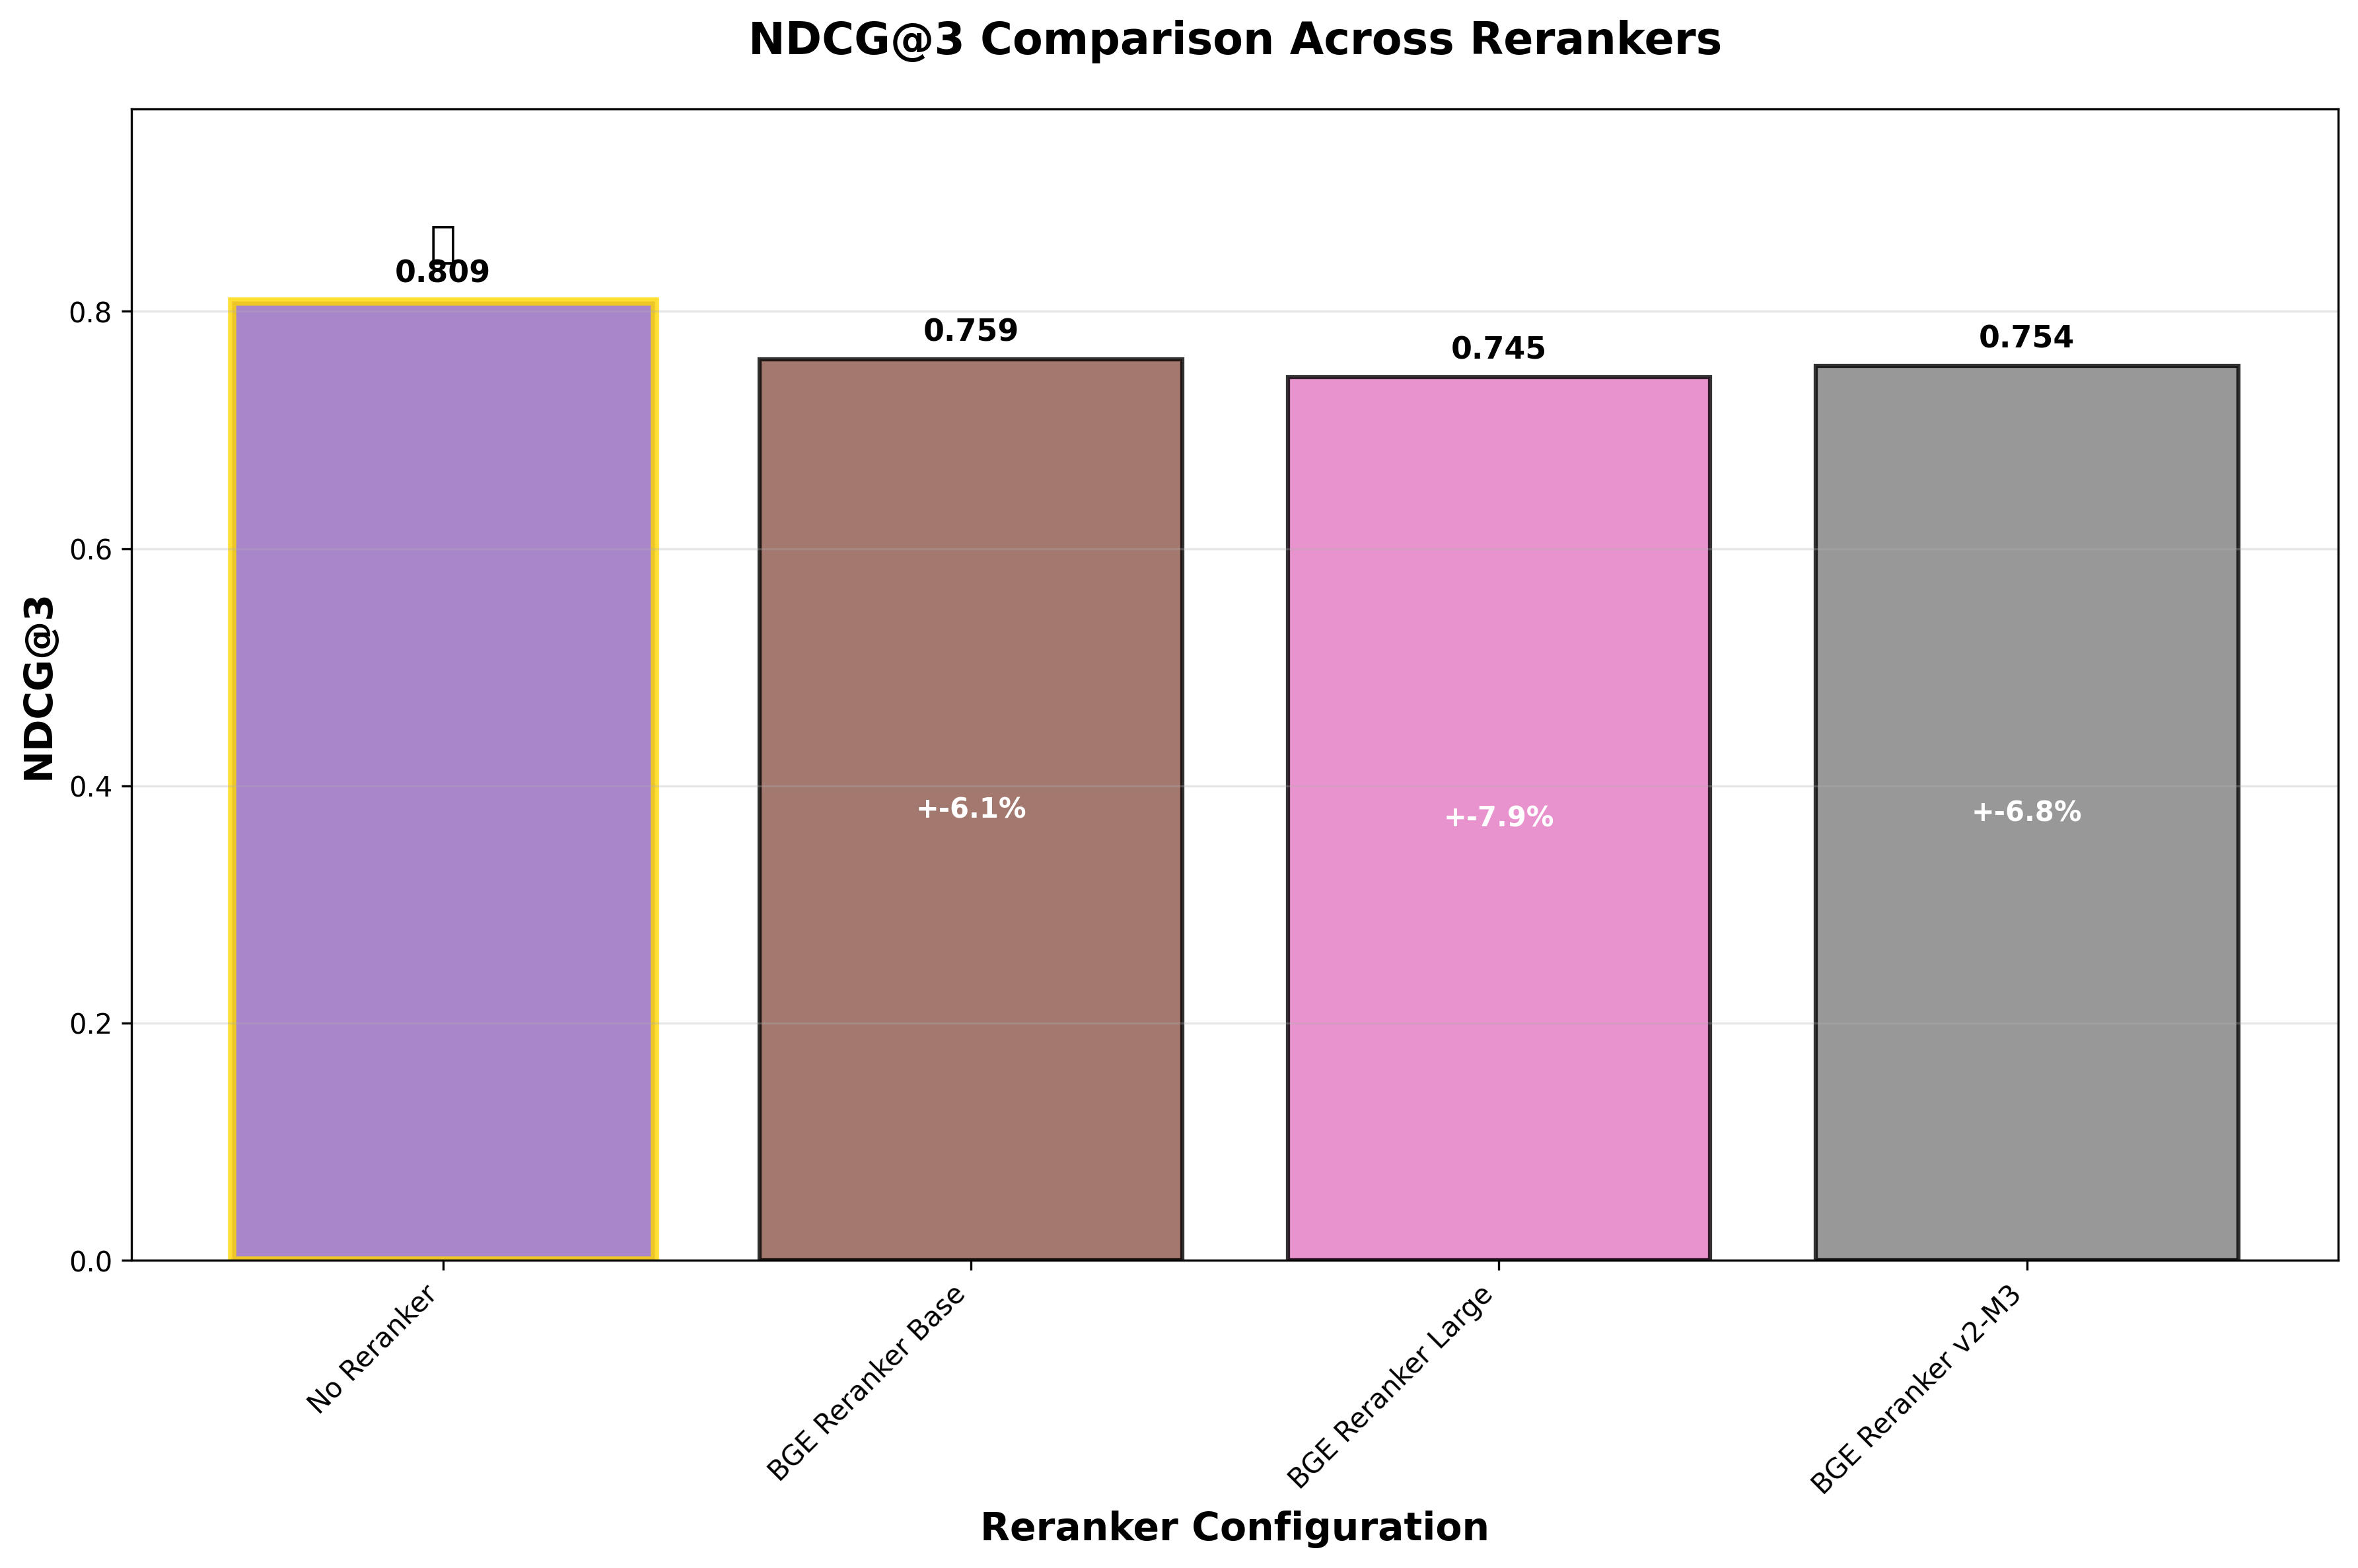 NDCG@3 Comparison Across Rerankers
NDCG@3
0.8
0.6
0.4
0.2
0.0
0.809
0.759
0.745
0.754
+-6.1%
+-7.9%
+-6.8%
No Reranker
BGE Reranker Base
BGE Reranker Large
BGE Reranker v2-M3
Reranker Configuration